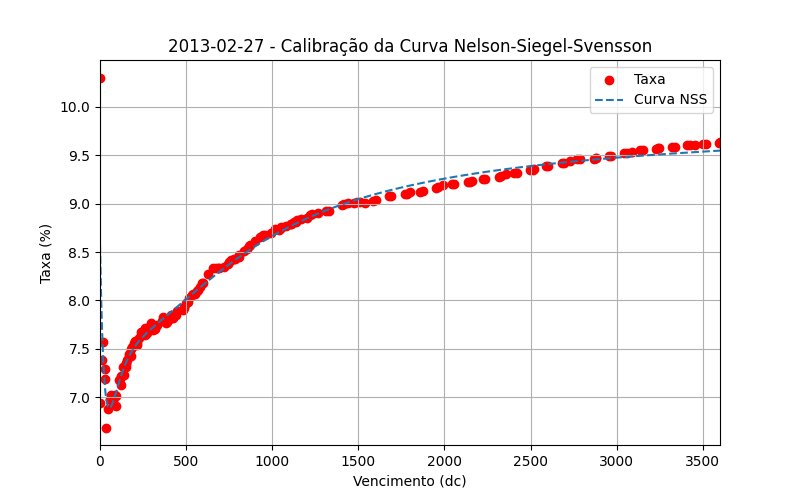 2013-02-27 - Calibração da Curva Nelson-Siegel-Svensson
Taxa
Curva NSS
Taxa (%)
10.0
9.5
9.0
8.5
8.0
7.5
7.0
0 500 1000 1500 2000 2500 3000 3500
Vencimento (dc)